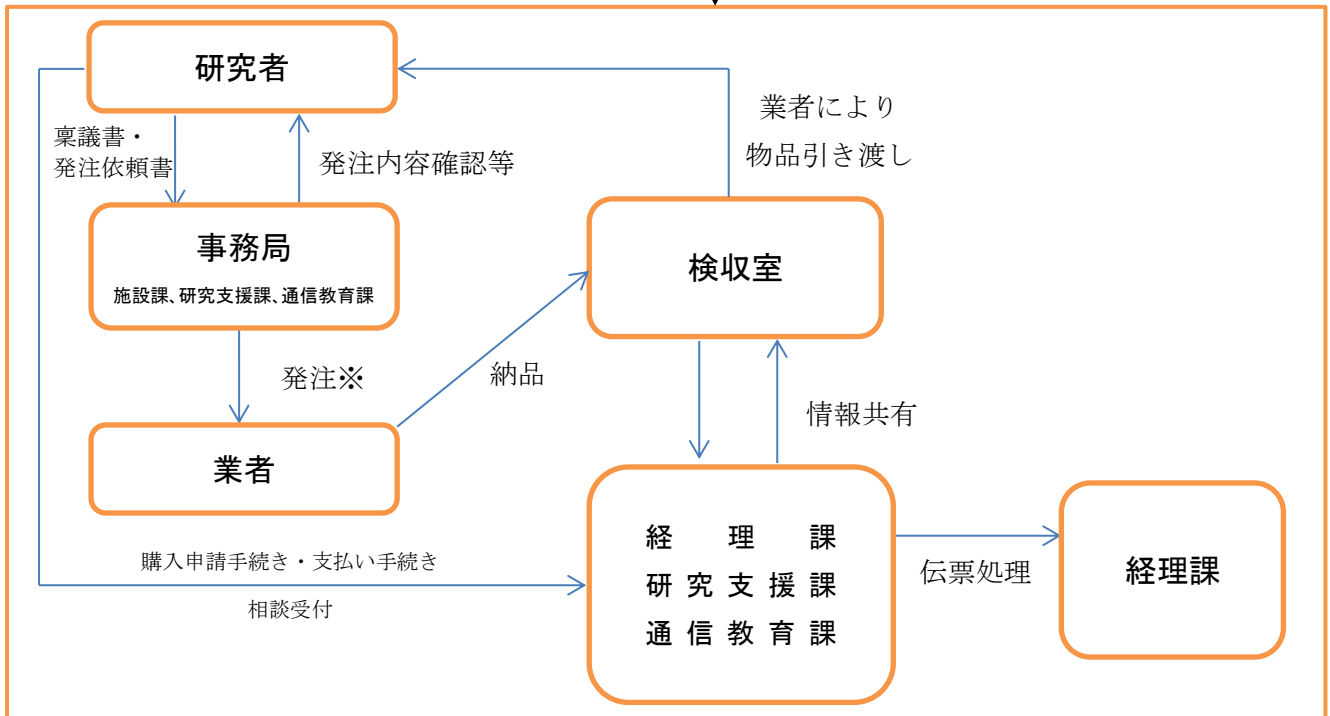 研究者
業者により
物品引き渡し
稟議書・
発注依頼書
発注内容確認等
事務局
施設課、研究支援課、通信教育課
検収室
発注※
納品
情報共有
業者
購入申請手続き・支払い手続き
相談受付
経理課
研究支援課
通信教育課
伝票処理
経理課